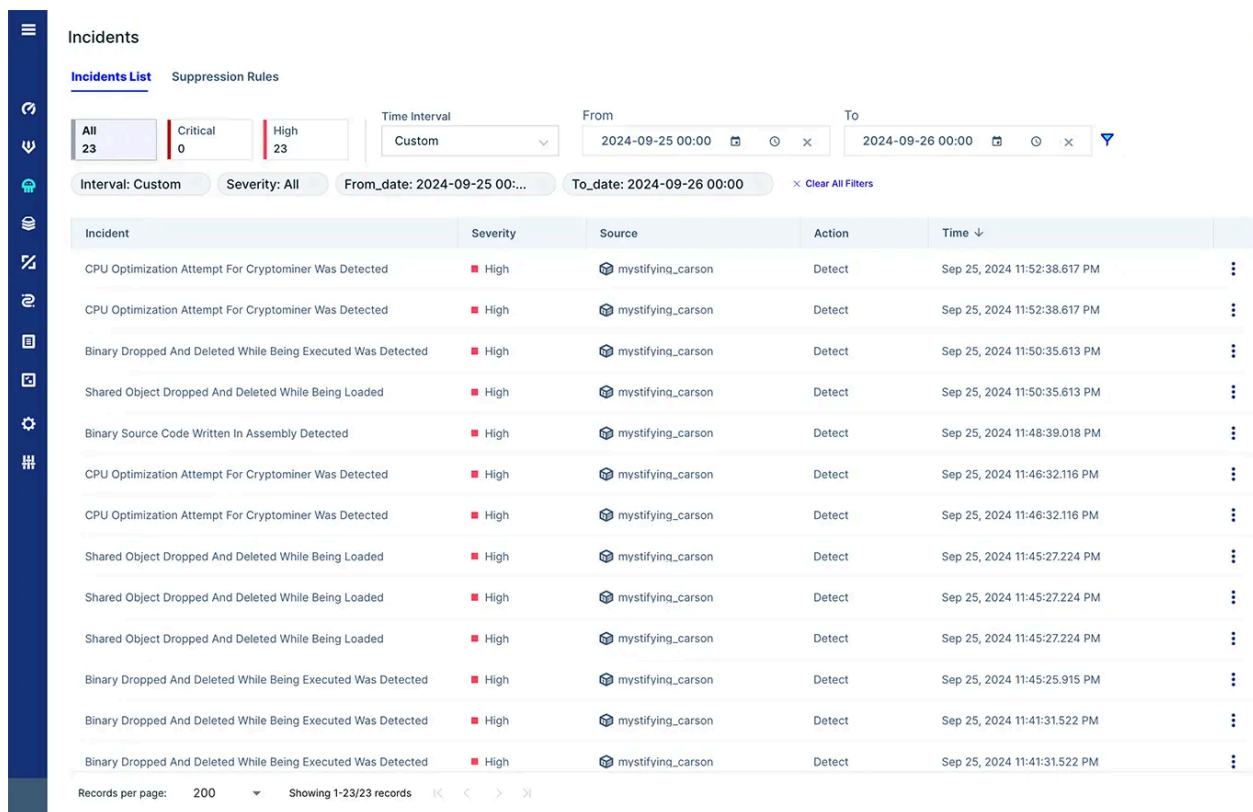 Incidents
Incidents List Suppression Rules
All 23 Critical 0 High 23
Time Interval From To
Custom 2024-09-25 00:00 2024-09-26 00:00
Interval: Custom Severity: All From_date: 2024-09-25 00:... To_date: 2024-09-26 00:00 Clear All Filters
Incident Severity Source Action Time
CPU Optimization Attempt For Cryptominer Was Detected High mystifying_carson Detect Sep 25, 2024 11:52:38.617 PM
CPU Optimization Attempt For Cryptominer Was Detected High mystifying_carson Detect Sep 25, 2024 11:52:38.617 PM
Binary Dropped And Deleted While Being Executed Was Detected High mystifying_carson Detect Sep 25, 2024 11:50:35.613 PM
Shared Object Dropped And Deleted While Being Loaded High mystifying_carson Detect Sep 25, 2024 11:50:35.613 PM
Binary Source Code Written In Assembly Detected High mystifying_carson Detect Sep 25, 2024 11:48:39.018 PM
CPU Optimization Attempt For Cryptominer Was Detected High mystifying_carson Detect Sep 25, 2024 11:46:32.116 PM
CPU Optimization Attempt For Cryptominer Was Detected High mystifying_carson Detect Sep 25, 2024 11:46:32.116 PM
Shared Object Dropped And Deleted While Being Loaded High mystifying_carson Detect Sep 25, 2024 11:45:27.224 PM
Shared Object Dropped And Deleted While Being Loaded High mystifying_carson Detect Sep 25, 2024 11:45:27.224 PM
Shared Object Dropped And Deleted While Being Loaded High mystifying_carson Detect Sep 25, 2024 11:45:27.224 PM
Binary Dropped And Deleted While Being Executed Was Detected High mystifying_carson Detect Sep 25, 2024 11:45:25.915 PM
Binary Dropped And Deleted While Being Executed Was Detected High mystifying_carson Detect Sep 25, 2024 11:41:31.522 PM
Binary Dropped And Deleted While Being Executed Was Detected High mystifying_carson Detect Sep 25, 2024 11:41:31.522 PM
Records per page: 200 Showing 1-23/23 records